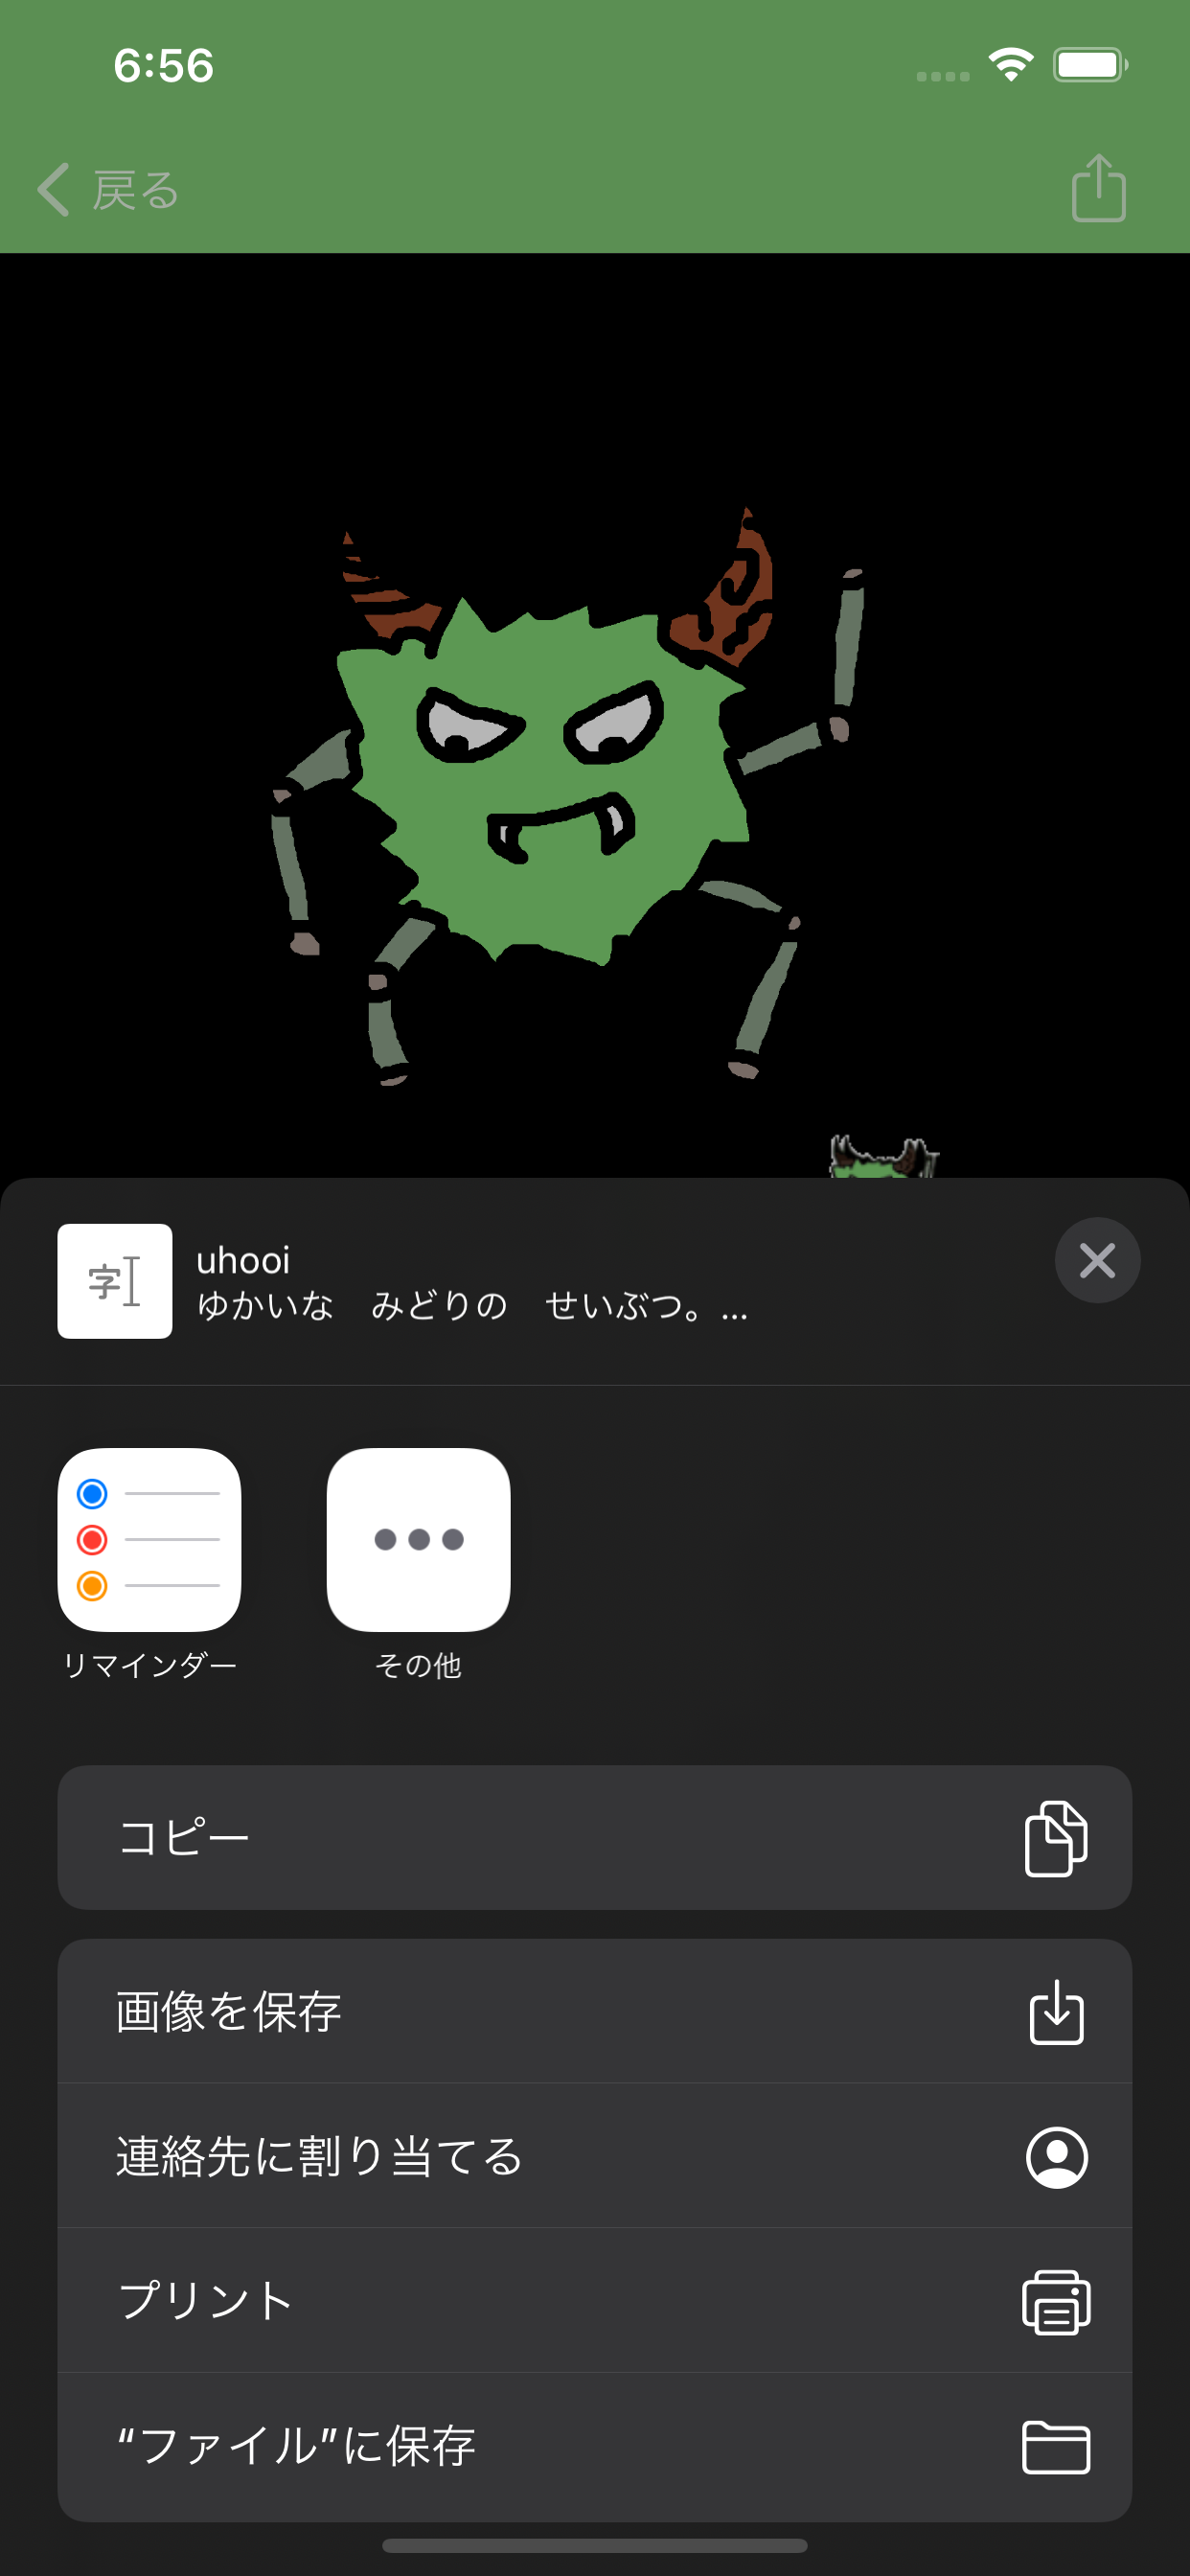 6:56
戻る
字
uhooi
ゆかいな　みどりの　せいぶつ。...
リマインダー
その他
コピー
画像を保存
連絡先に割り当てる
プリント
“ファイル”に保存